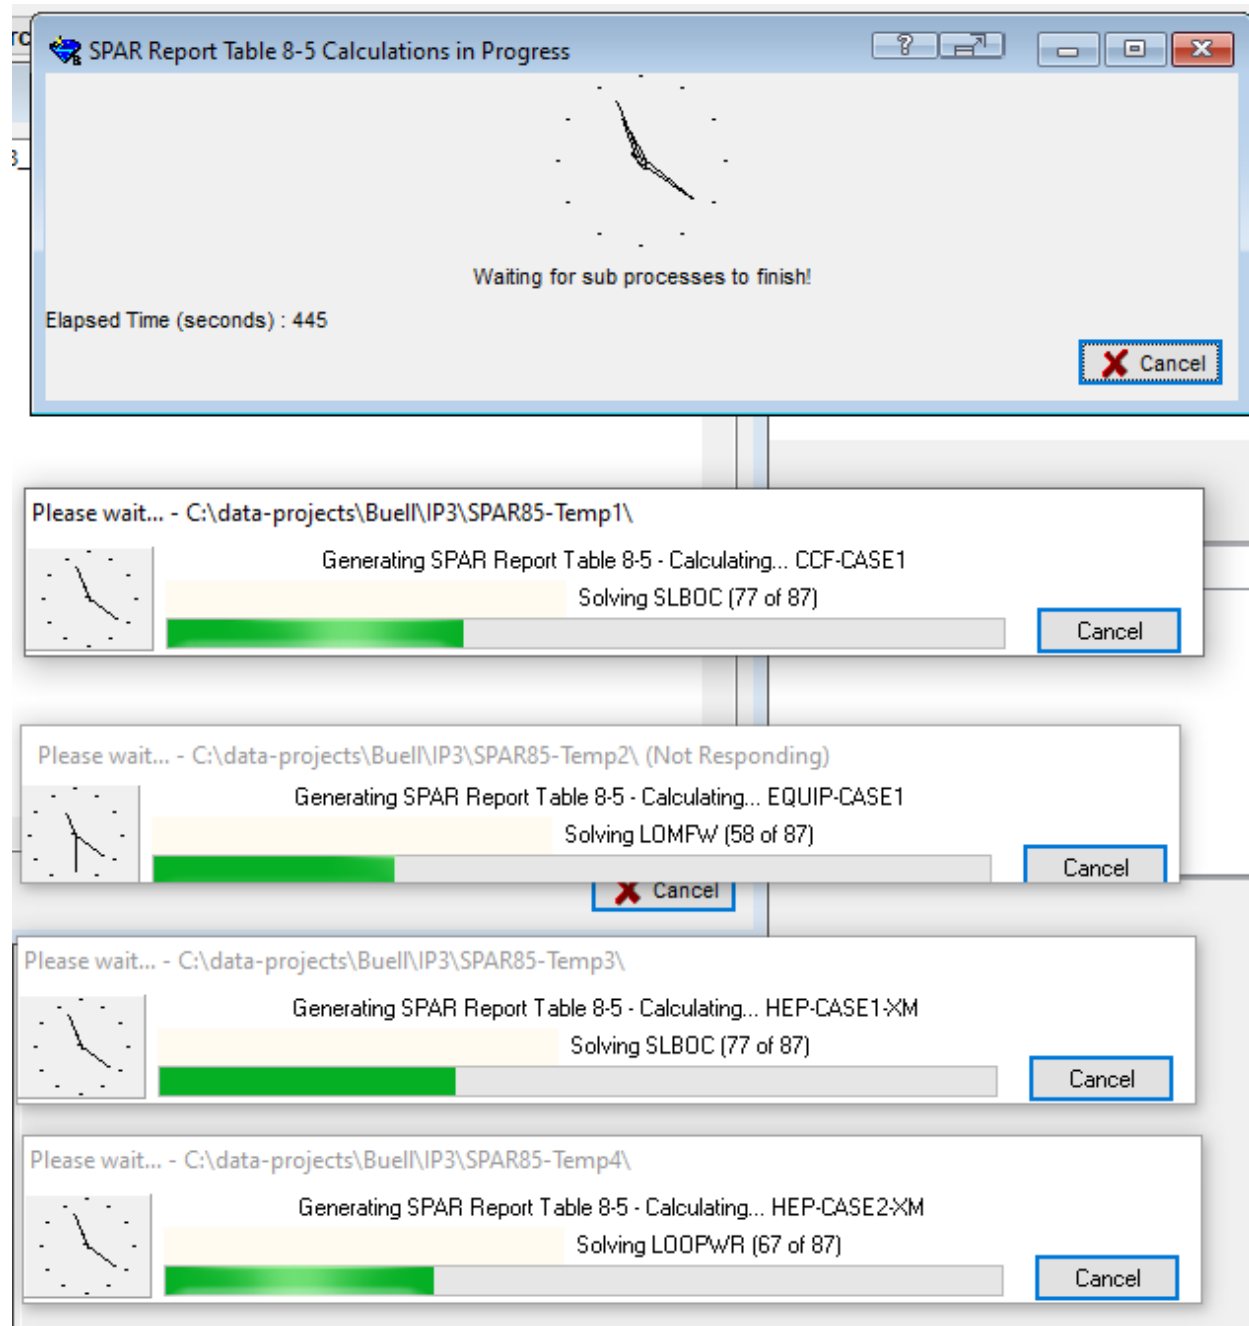 rc
SPAR Report Table 8-5 Calculations in Progress
?
3_
Waiting for sub processes to finish!
Elapsed Time (seconds) : 445
Cancel
Please wait... - C:\data-projects\Buell\IP3\SPAR85-Temp1\
Generating SPAR Report Table 8-5 - Calculating... CCF-CASE1
Solving SLBOC (77 of 87)
Cancel
Please wait... - C:\data-projects\Buell\IP3\SPAR85-Temp2\ (Not Responding)
Generating SPAR Report Table 8-5 - Calculating... EQUIP-CASE1
Solving LOMFW (58 of 87)
Cancel
Cancel
Please wait... - C:\data-projects\Buell\IP3\SPAR85-Temp3\
Generating SPAR Report Table 8-5 - Calculating... HEP-CASE1-XM
Solving SLBOC (77 of 87)
Cancel
Please wait... - C:\data-projects\Buell\IP3\SPAR85-Temp4\
Generating SPAR Report Table 8-5 - Calculating... HEP-CASE2-XM
Solving LOOPWR (67 of 87)
Cancel